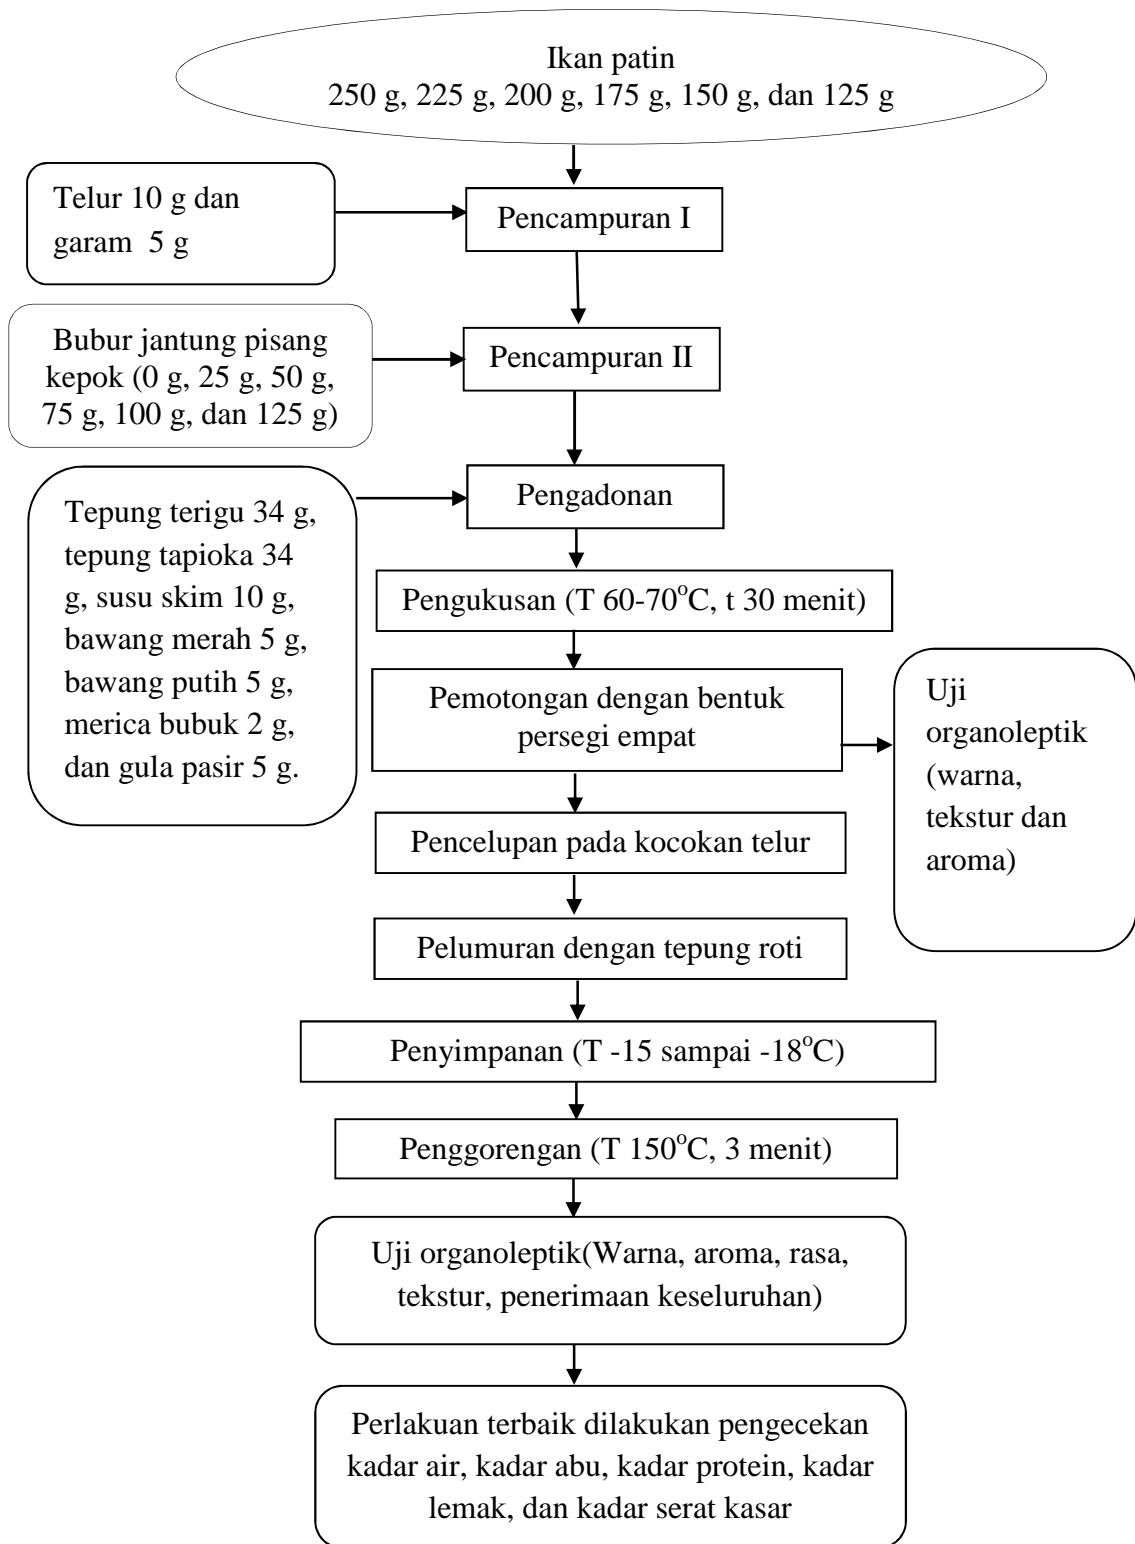 Ikan patin
250 g, 225 g, 200 g, 175 g, 150 g, dan 125 g
Telur 10 g dan
garam  5 g
Pencampuran I
Bubur jantung pisang
kepok (0 g, 25 g, 50 g,
75 g, 100 g, dan 125 g)
Pencampuran II
Tepung terigu 34 g,
tepung tapioka 34
g, susu skim 10 g,
bawang merah 5 g,
bawang putih 5 g,
merica bubuk 2 g,
dan gula pasir 5 g.
Pengadonan
Pengukusan (T 60-70°C, t 30 menit)
Pemotongan dengan bentuk
persegi empat
Uji
organoleptik
(warna,
tekstur dan
aroma)
Pencelupan pada kocokan telur
Pelumuran dengan tepung roti
Penyimpanan (T -15 sampai -18°C)
Penggorengan (T 150°C, 3 menit)
Uji organoleptik(Warna, aroma, rasa,
tekstur, penerimaan keseluruhan)
Perlakuan terbaik dilakukan pengecekan
kadar air, kadar abu, kadar protein, kadar
lemak, dan kadar serat kasar